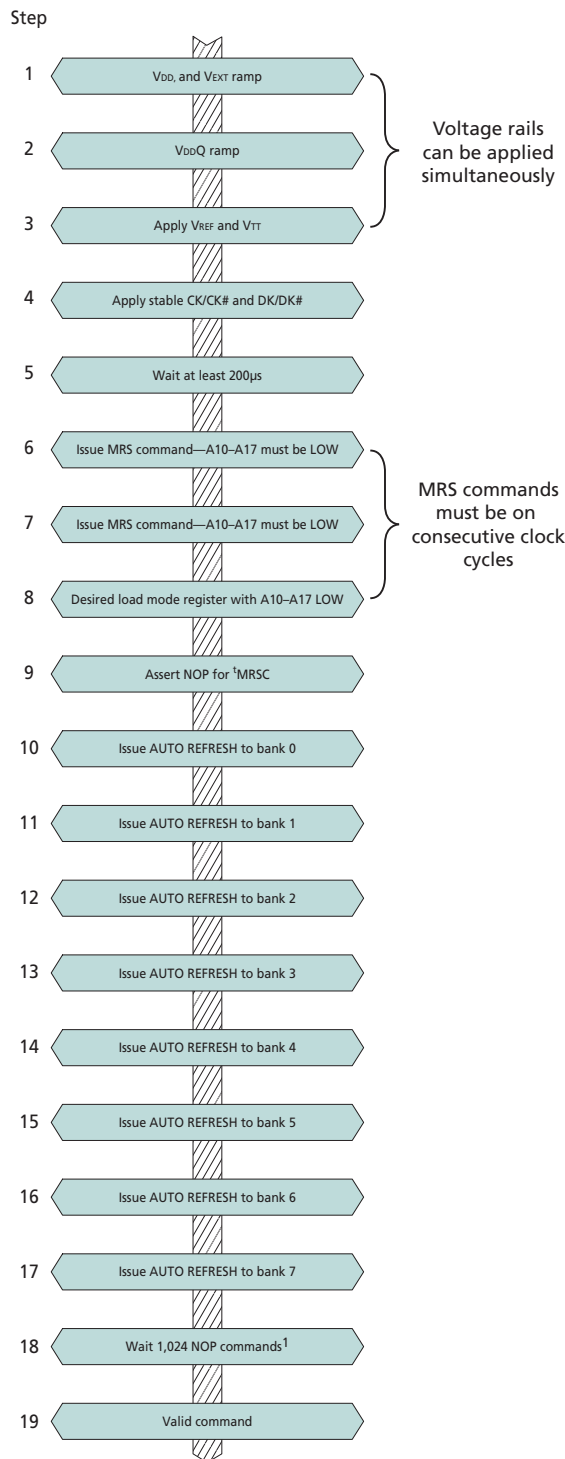 Step
1 VDD, and VEXT ramp
2 VDDQ ramp
3 Apply VREF and VTT
Voltage rails
can be applied
simultaneously
4 Apply stable CK/CK# and DK/DK#
5 Wait at least 200µs
6 Issue MRS command—A10–A17 must be LOW
7 Issue MRS command—A10–A17 must be LOW
8 Desired load mode register with A10–A17 LOW
MRS commands
must be on
consecutive clock
cycles
9 Assert NOP for tMRSC
10 Issue AUTO REFRESH to bank 0
11 Issue AUTO REFRESH to bank 1
12 Issue AUTO REFRESH to bank 2
13 Issue AUTO REFRESH to bank 3
14 Issue AUTO REFRESH to bank 4
15 Issue AUTO REFRESH to bank 5
16 Issue AUTO REFRESH to bank 6
17 Issue AUTO REFRESH to bank 7
18 Wait 1,024 NOP commands1
19 Valid command